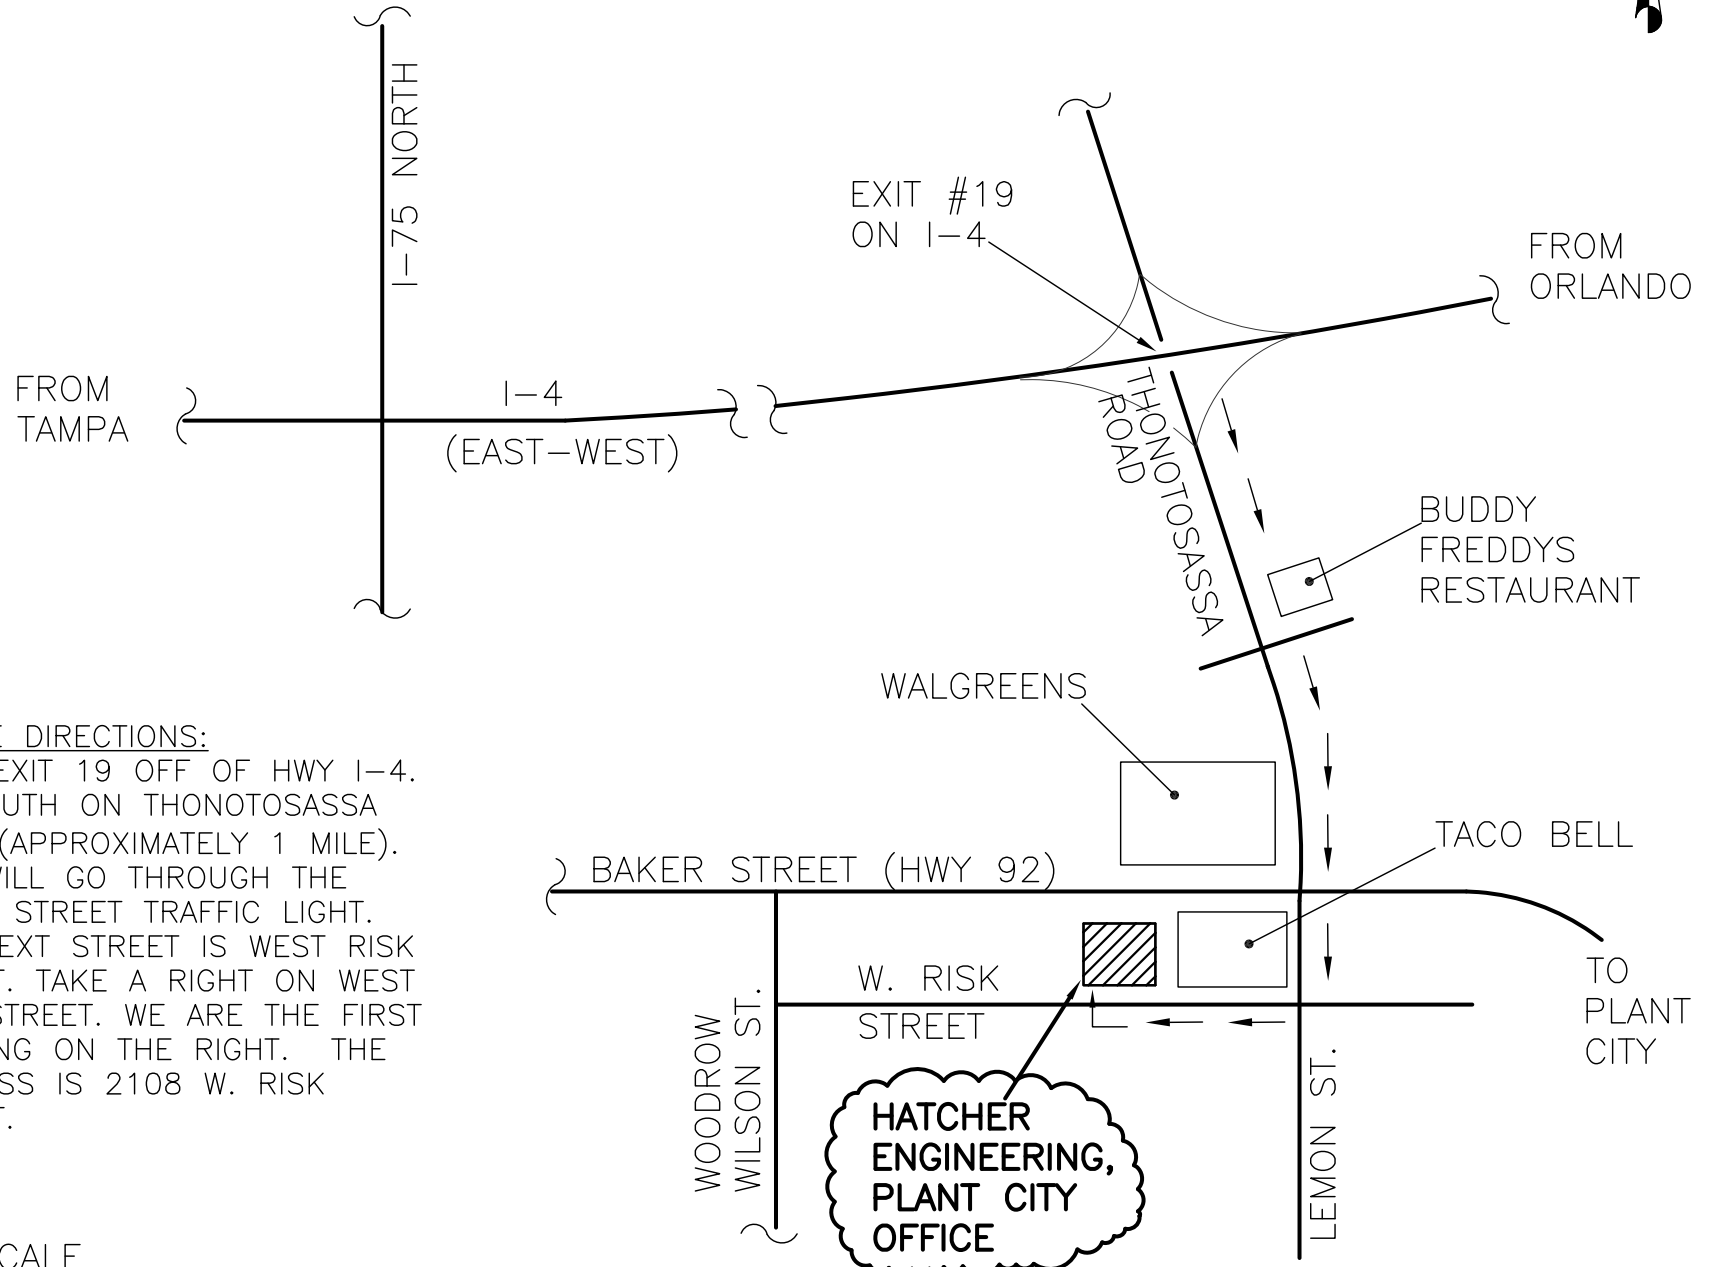 I-75 NORTH
EXIT #19
ON I-4
FROM
ORLANDO
FROM
TAMPA
I-4
(EAST-WEST)
THONOTOSASSA
ROAD
BUDDY
FREDDYS
RESTAURANT
WALGREENS
DIRECTIONS:
EXIT 19 OFF OF HWY I-4.
UTH ON THONOTOSASSA
(APPROXIMATELY 1 MILE).
WILL GO THROUGH THE
STREET TRAFFIC LIGHT.
EXT STREET IS WEST RISK
T. TAKE A RIGHT ON WEST
STREET. WE ARE THE FIRST
NG ON THE RIGHT. THE
SS IS 2108 W. RISK
T.
TACO BELL
BAKER STREET (HWY 92)
W. RISK
STREET
TO
PLANT
CITY
WOODROW
WILSON ST.
LEMON ST.
HATCHER
ENGINEERING,
PLANT CITY
OFFICE